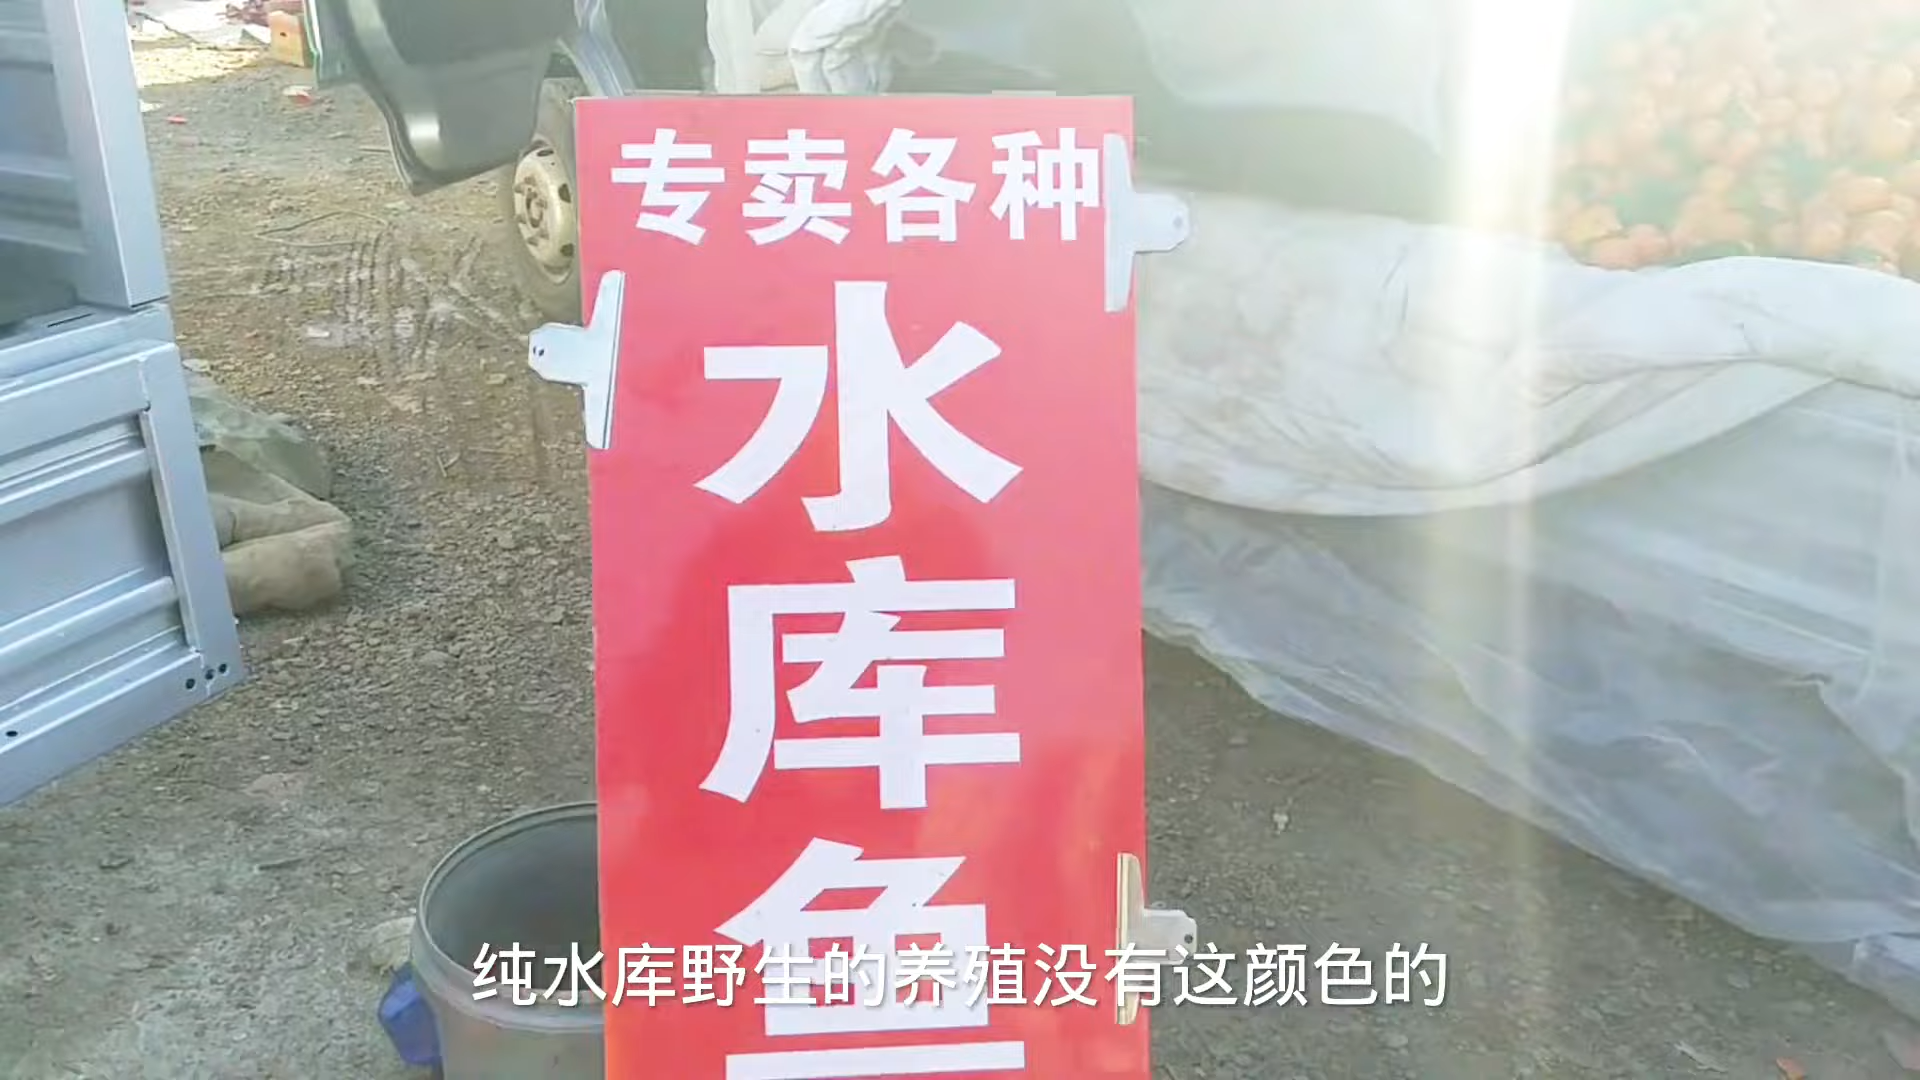 专卖各种
水
库
鱼
纯水库野生的养殖没有这颜色的